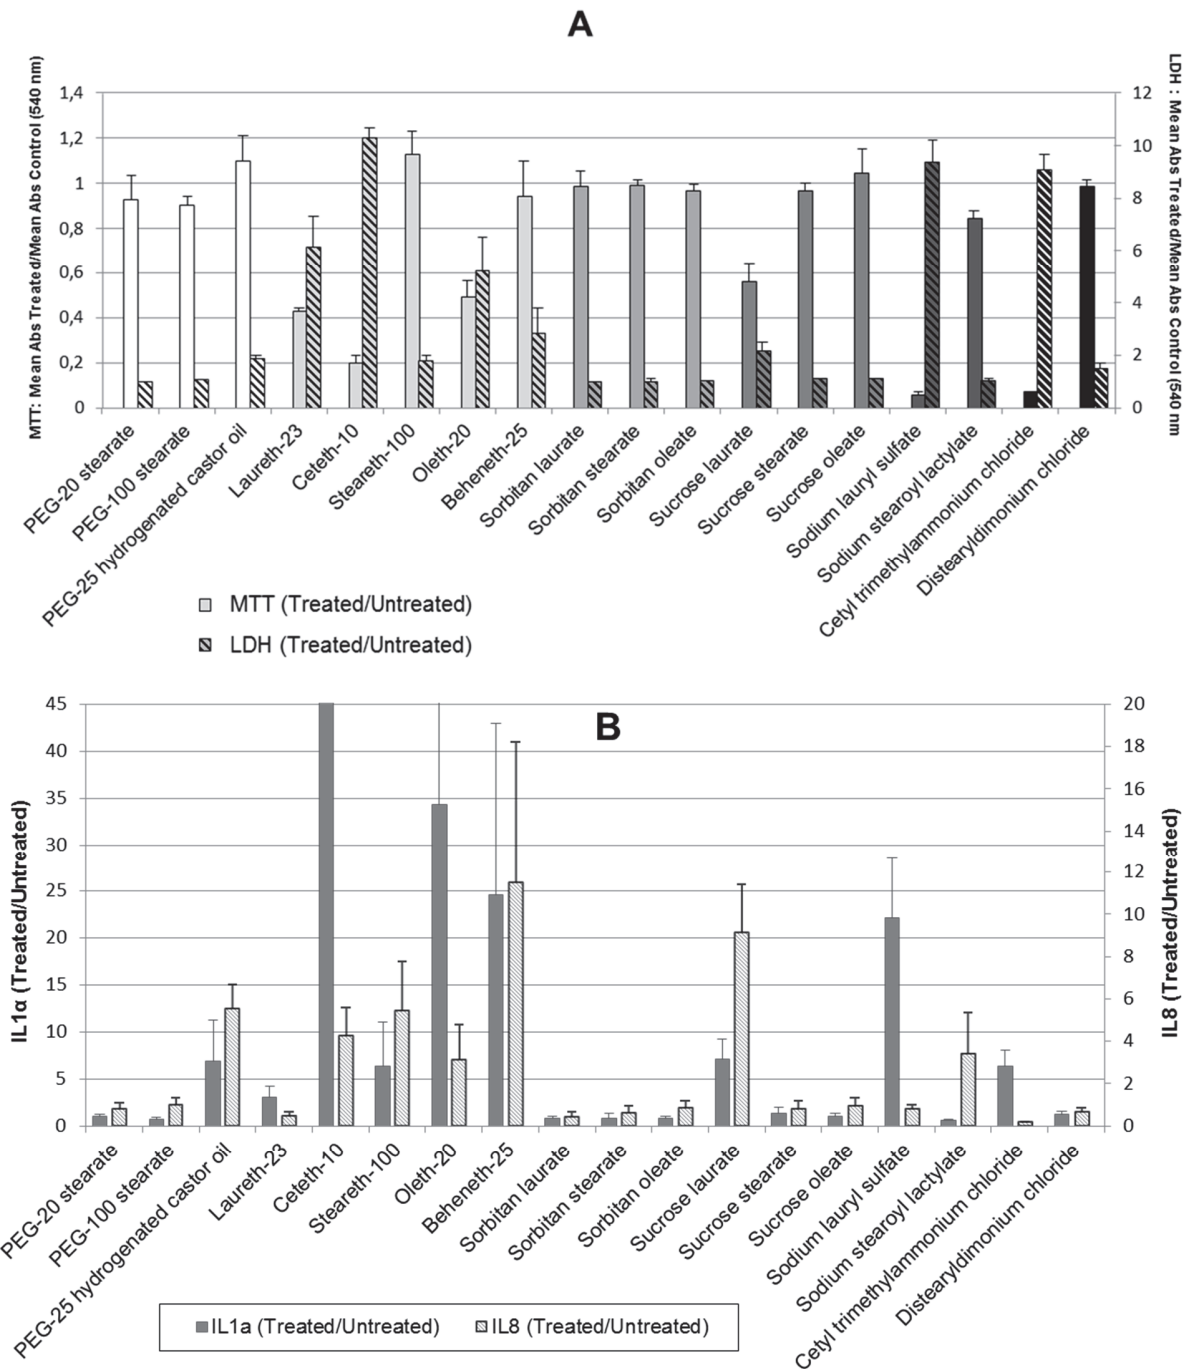 A
MTT: Mean Abs Treated/Mean Abs Control (540 nm)
LDH : Mean Abs Treated/Mean Abs Control (540 nm
1,4
1,2
1
0,8
0,6
0,4
0,2
0
12
10
8
6
4
2
0
PEG-20 stearate
PEG-100 stearate
PEG-25 hydrogenated castor oil
Laureth-23
Ceteth-10
Steareth-100
Oleth-20
Beheneth-25
Sorbitan laurate
Sorbitan stearate
Sorbitan oleate
Sucrose laurate
Sucrose stearate
Sucrose oleate
Sodium lauryl sulfate
Sodium stearoyl lactylate
Cetyl trimethylammonium chloride
Distearyldimonium chloride
MTT (Treated/Untreated)
LDH (Treated/Untreated)
B
IL1α (Treated/Untreated)
IL8 (Treated/Untreated)
45
40
35
30
25
20
15
10
5
0
20
18
16
14
12
10
8
6
4
2
0
PEG-20 stearate
PEG-100 stearate
PEG-25 hydrogenated castor oil
Laureth-23
Ceteth-10
Steareth-100
Oleth-20
Beheneth-25
Sorbitan laurate
Sorbitan stearate
Sorbitan oleate
Sucrose laurate
Sucrose stearate
Sucrose oleate
Sodium lauryl sulfate
Sodium stearoyl lactylate
Cetyl trimethylammonium chloride
Distearyldimonium chloride
IL1a (Treated/Untreated)
IL8 (Treated/Untreated)